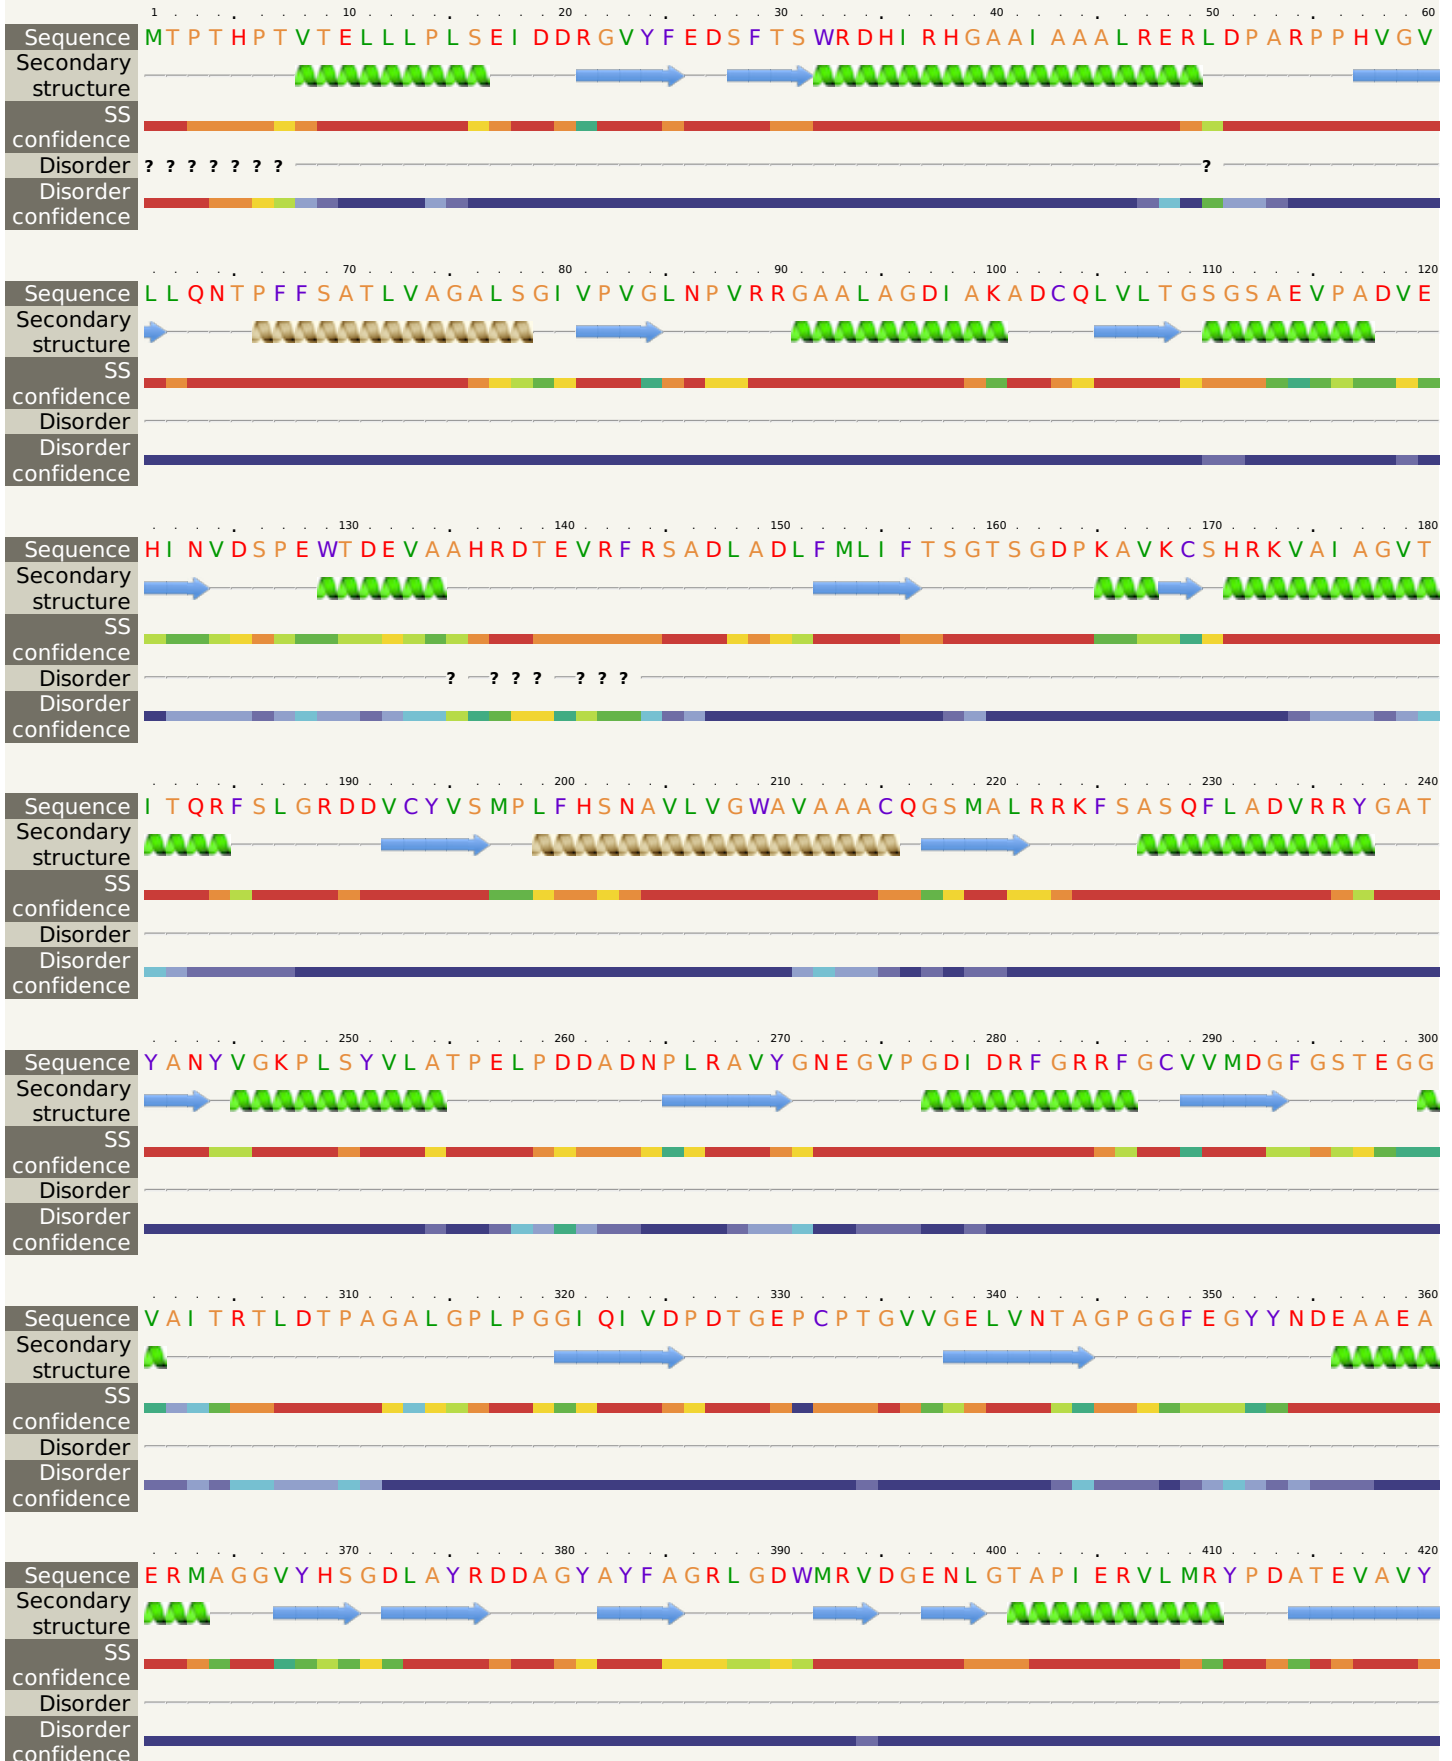 1 10 20 30 40 50 60
Sequence MTPTHPTVTELLLPLSEIDDRGVYFEDSFTSWRDHIRHGAAIAAALRERLDPARPPHVGV
Secondary
structure
SS
confidence
Disorder ? ? ? ? ? ? ? ?
Disorder
confidence
70 80 90 100 110 120
Sequence LLQNTPFFSATLVAGALSGIVPVGLNPVRRGAALAGDIAKADCQLVLTGSGSAEVPADVE
Secondary
structure
SS
confidence
Disorder
Disorder
confidence
130 140 150 160 170 180
Sequence HINVDSPEWTDEVAAHRDTEVRFRSADLADLFMLIFTSGTSGDPKAVKCSHRKVAIAGVT
Secondary
structure
SS
confidence
Disorder ? ? ? ? ? ? ?
Disorder
confidence
190 200 210 220 230 240
Sequence ITQRFSLGRDDVCYVSMPLFHSNAVLVGWAVAAACQGSMALRRKFSASQFLADVRRYGAT
Secondary
structure
SS
confidence
Disorder
Disorder
confidence
250 260 270 280 290 300
Sequence YANYVGKPLSYVLATPELPDDADNPLRAVYGNEGVPGDIDRFGRRFGCVVMDGFGSTEGG
Secondary
structure
SS
confidence
Disorder
Disorder
confidence
310 320 330 340 350 360
Sequence VAITRTLDTPAGALGPLPGGIQIVDPDTGEPCPTGVVGELVNTAGPGGFEGYYNDEAAEA
Secondary
structure
SS
confidence
Disorder
Disorder
confidence
370 380 390 400 410 420
Sequence ERMAGGVYHSGDLAYRDDAGYAYFAGRLGDWMRVDGENLGTAPIERVLMRYPDATEVAVY
Secondary
structure
SS
confidence
Disorder
Disorder
confidence